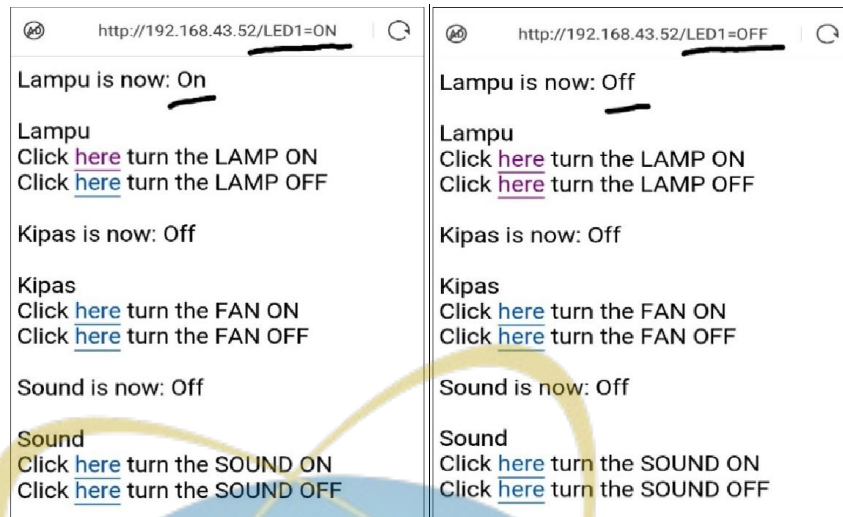 http://192.168.43.52/LED1=ON
Lampu is now: On
Lampu
Click here turn the LAMP ON
Click here turn the LAMP OFF
Kipas is now: Off
Kipas
Click here turn the FAN ON
Click here turn the FAN OFF
Sound is now: Off
Sound
Click here turn the SOUND ON
Click here turn the SOUND OFF
http://192.168.43.52/LED1=OFF
Lampu is now: Off
Lampu
Click here turn the LAMP ON
Click here turn the LAMP OFF
Kipas is now: Off
Kipas
Click here turn the FAN ON
Click here turn the FAN OFF
Sound is now: Off
Sound
Click here turn the SOUND ON
Click here turn the SOUND OFF